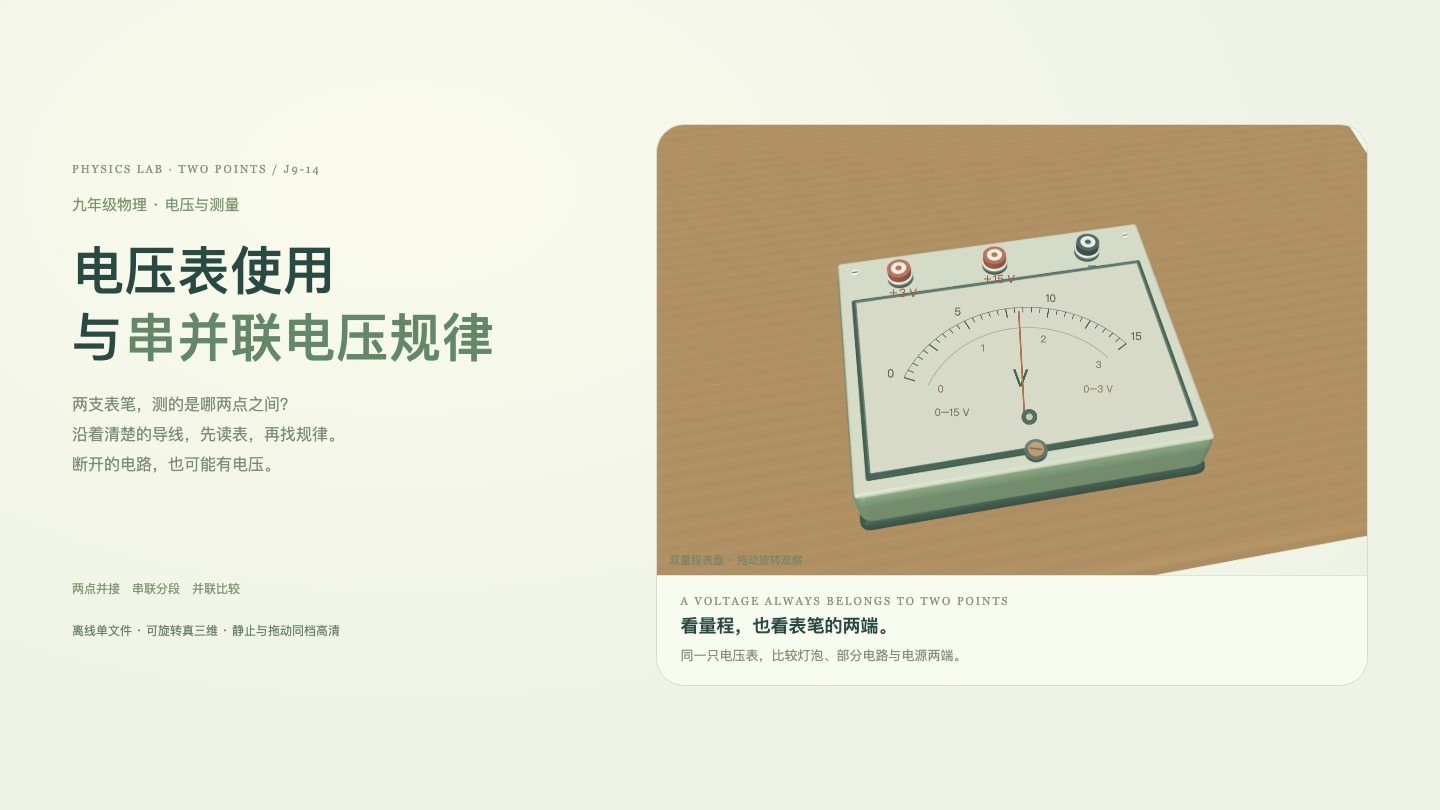 PHYSICS LAB · TWO POINTS / J9-14
九年级物理 · 电压与测量
电压表使用
与串并联电压规律
两支表笔，测的是哪两点之间？
沿着清楚的导线，先读表，再找规律。
断开的电路，也可能有电压。
两点并接 串联分段 并联比较
离线单文件 · 可旋转真三维 · 静止与拖动同档高清
+3 V
+15 V
−
0
5
10
15
0
1
2
3
V
0—15 V
0—3 V
双量程表盘 · 拖动旋转观察
A VOLTAGE ALWAYS BELONGS TO TWO POINTS
看量程，也看表笔的两端。
同一只电压表，比较灯泡、部分电路与电源两端。